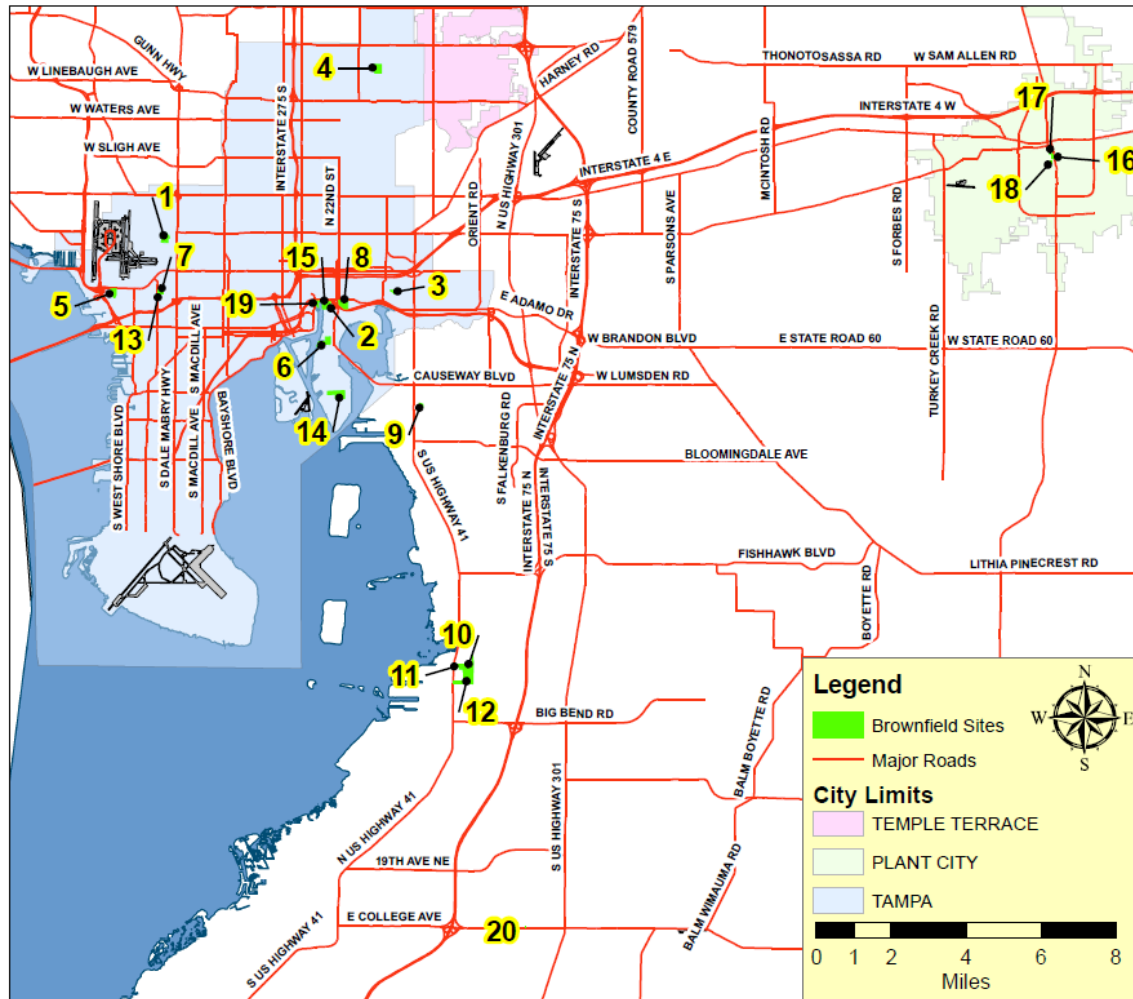 GUNN HWY
W LINEBAUGH AVE
4
HARNEY RD
COUNTY ROAD 579
THONOTOSASSA RD
W SAM ALLEN RD
W WATERS AVE
INTERSTATE 275 S
N US HIGHWAY 301
MCINTOSH RD
INTERSTATE 4 W
17
W SLIGH AVE
N 22ND ST
INTERSTATE 4 E
16
18
ORIENT RD
INTERSTATE 75 S
S PARSONS AVE
S FORBES RD
1
7
15
8
3
5
19
2
E ADAMO DR
13
6
W BRANDON BLVD
E STATE ROAD 60
W STATE ROAD 60
TURKEY CREEK RD
CAUSEWAY BLVD
W LUMSDEN RD
INTERSTATE 75 N
S WEST SHORE BLVD
S DALE MABRY HWY
S MACDILL AVE
S MACDILL AVE
BAYSHORE BLVD
14
9
S FALKENBURG RD
S US HIGHWAY 41
BLOOMINGDALE AVE
INTERSTATE 75 N
INTERSTATE 75 S
FISHHAWK BLVD
LITHIA PINECREST RD
BOYETTE RD
10
11
12
BIG BEND RD
BALM BOYETTE RD
S US HIGHWAY 301
N US HIGHWAY 41
19TH AVE NE
BALM WIMAUMA RD
E COLLEGE AVE
20
S US HIGHWAY 41
Legend
Brownfield Sites
Major Roads
N
W E
S
City Limits
TEMPLE TERRACE
PLANT CITY
TAMPA
0 1 2 4 6 8
Miles